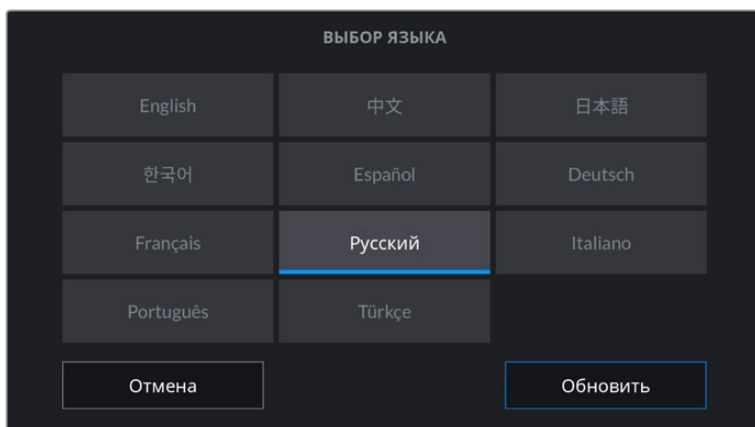 ВЫБОР ЯЗЫКА
English 中文 日本語
한국어 Español Deutsch
Français Русский Italiano
Português Türkçe
Отмена Обновить